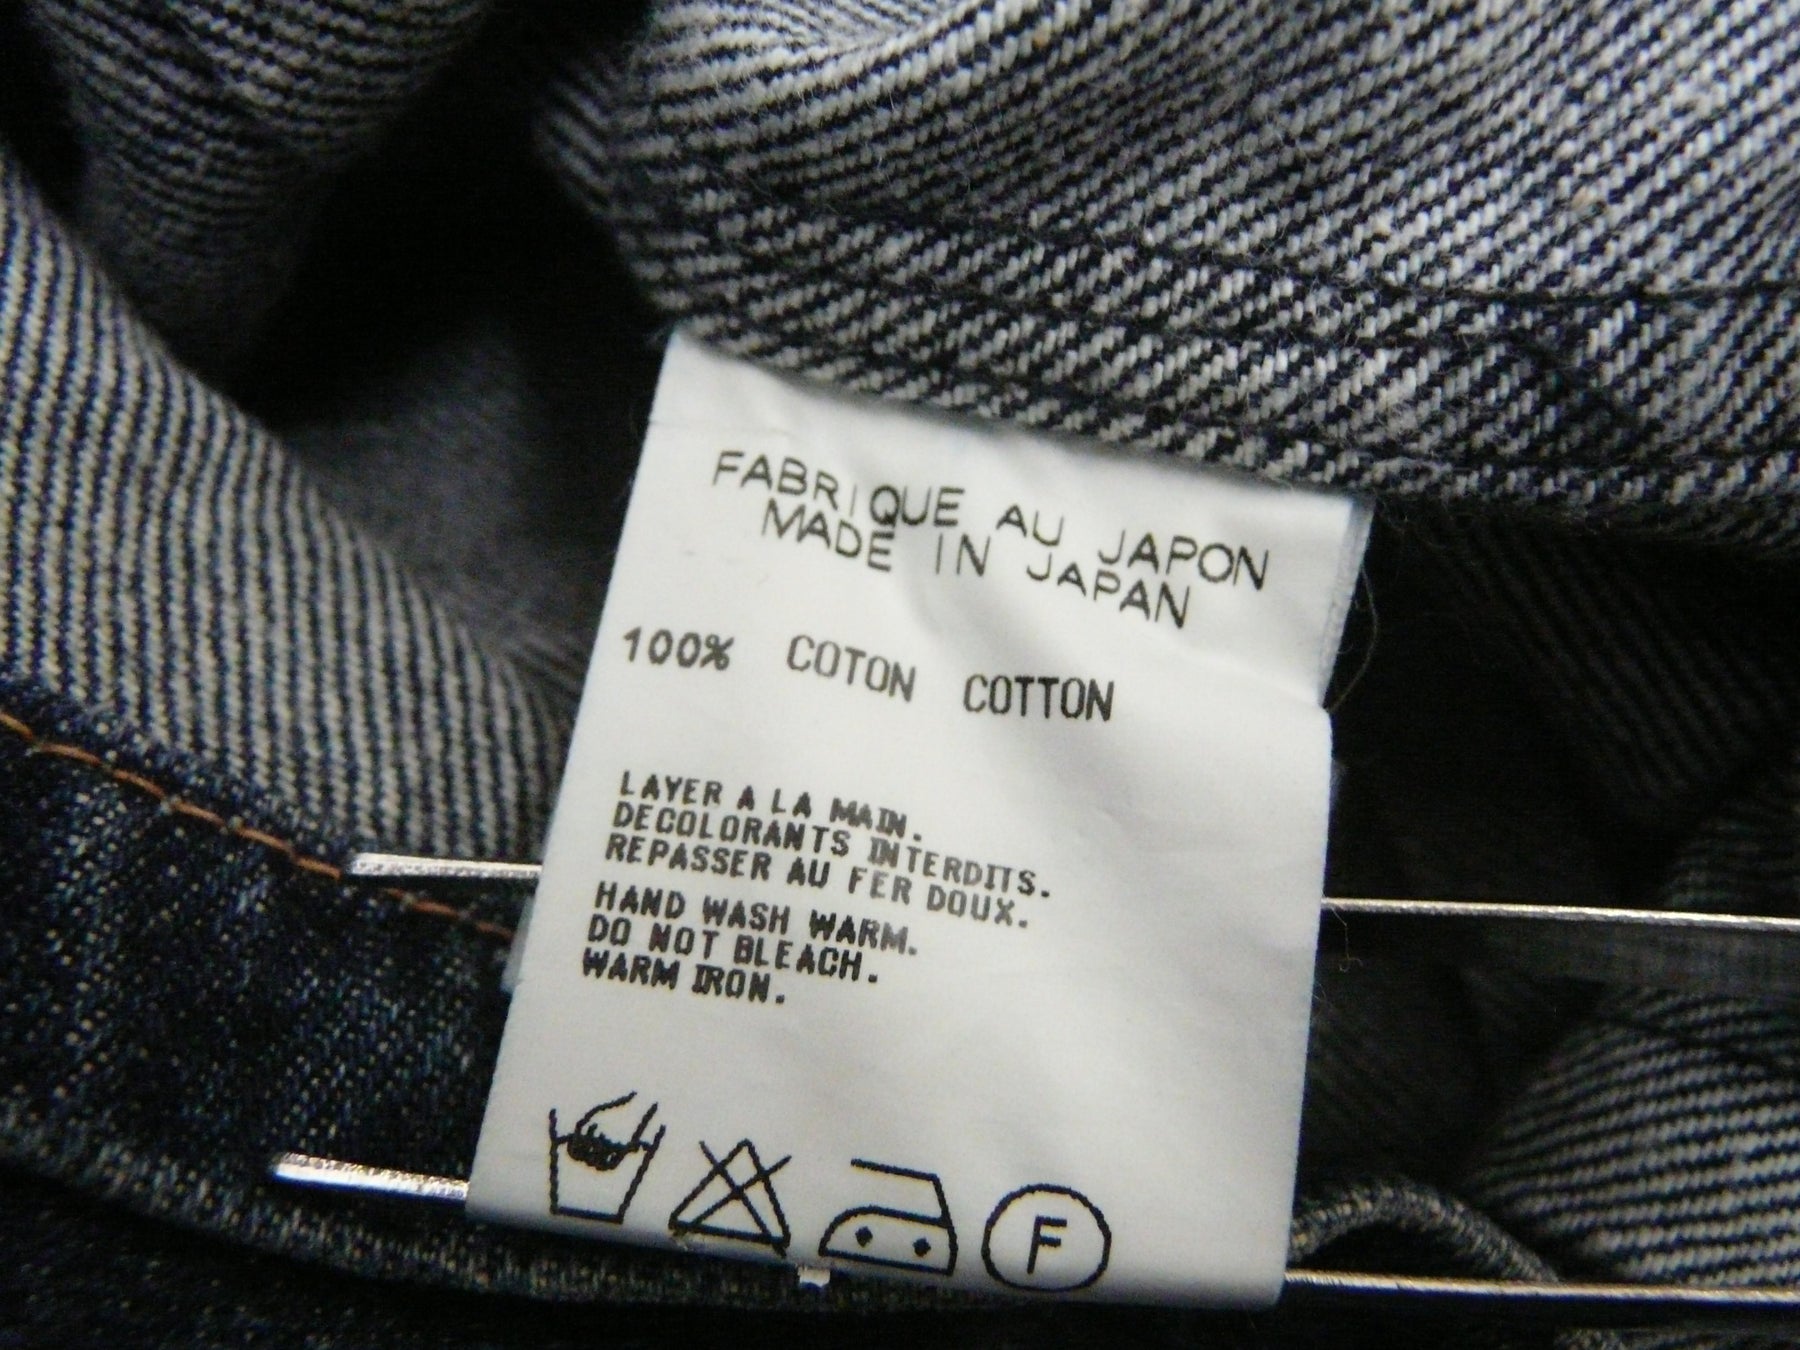 FABRIQUE AU JAPON
MADE IN JAPAN
100% COTON COTTON
LAYER A LA MAIN.
DECOLORANTS INTERDITS.
REPASSER AU FER DOUX.
HAND WASH WARM.
DO NOT BLEACH.
WARM IRON.
F